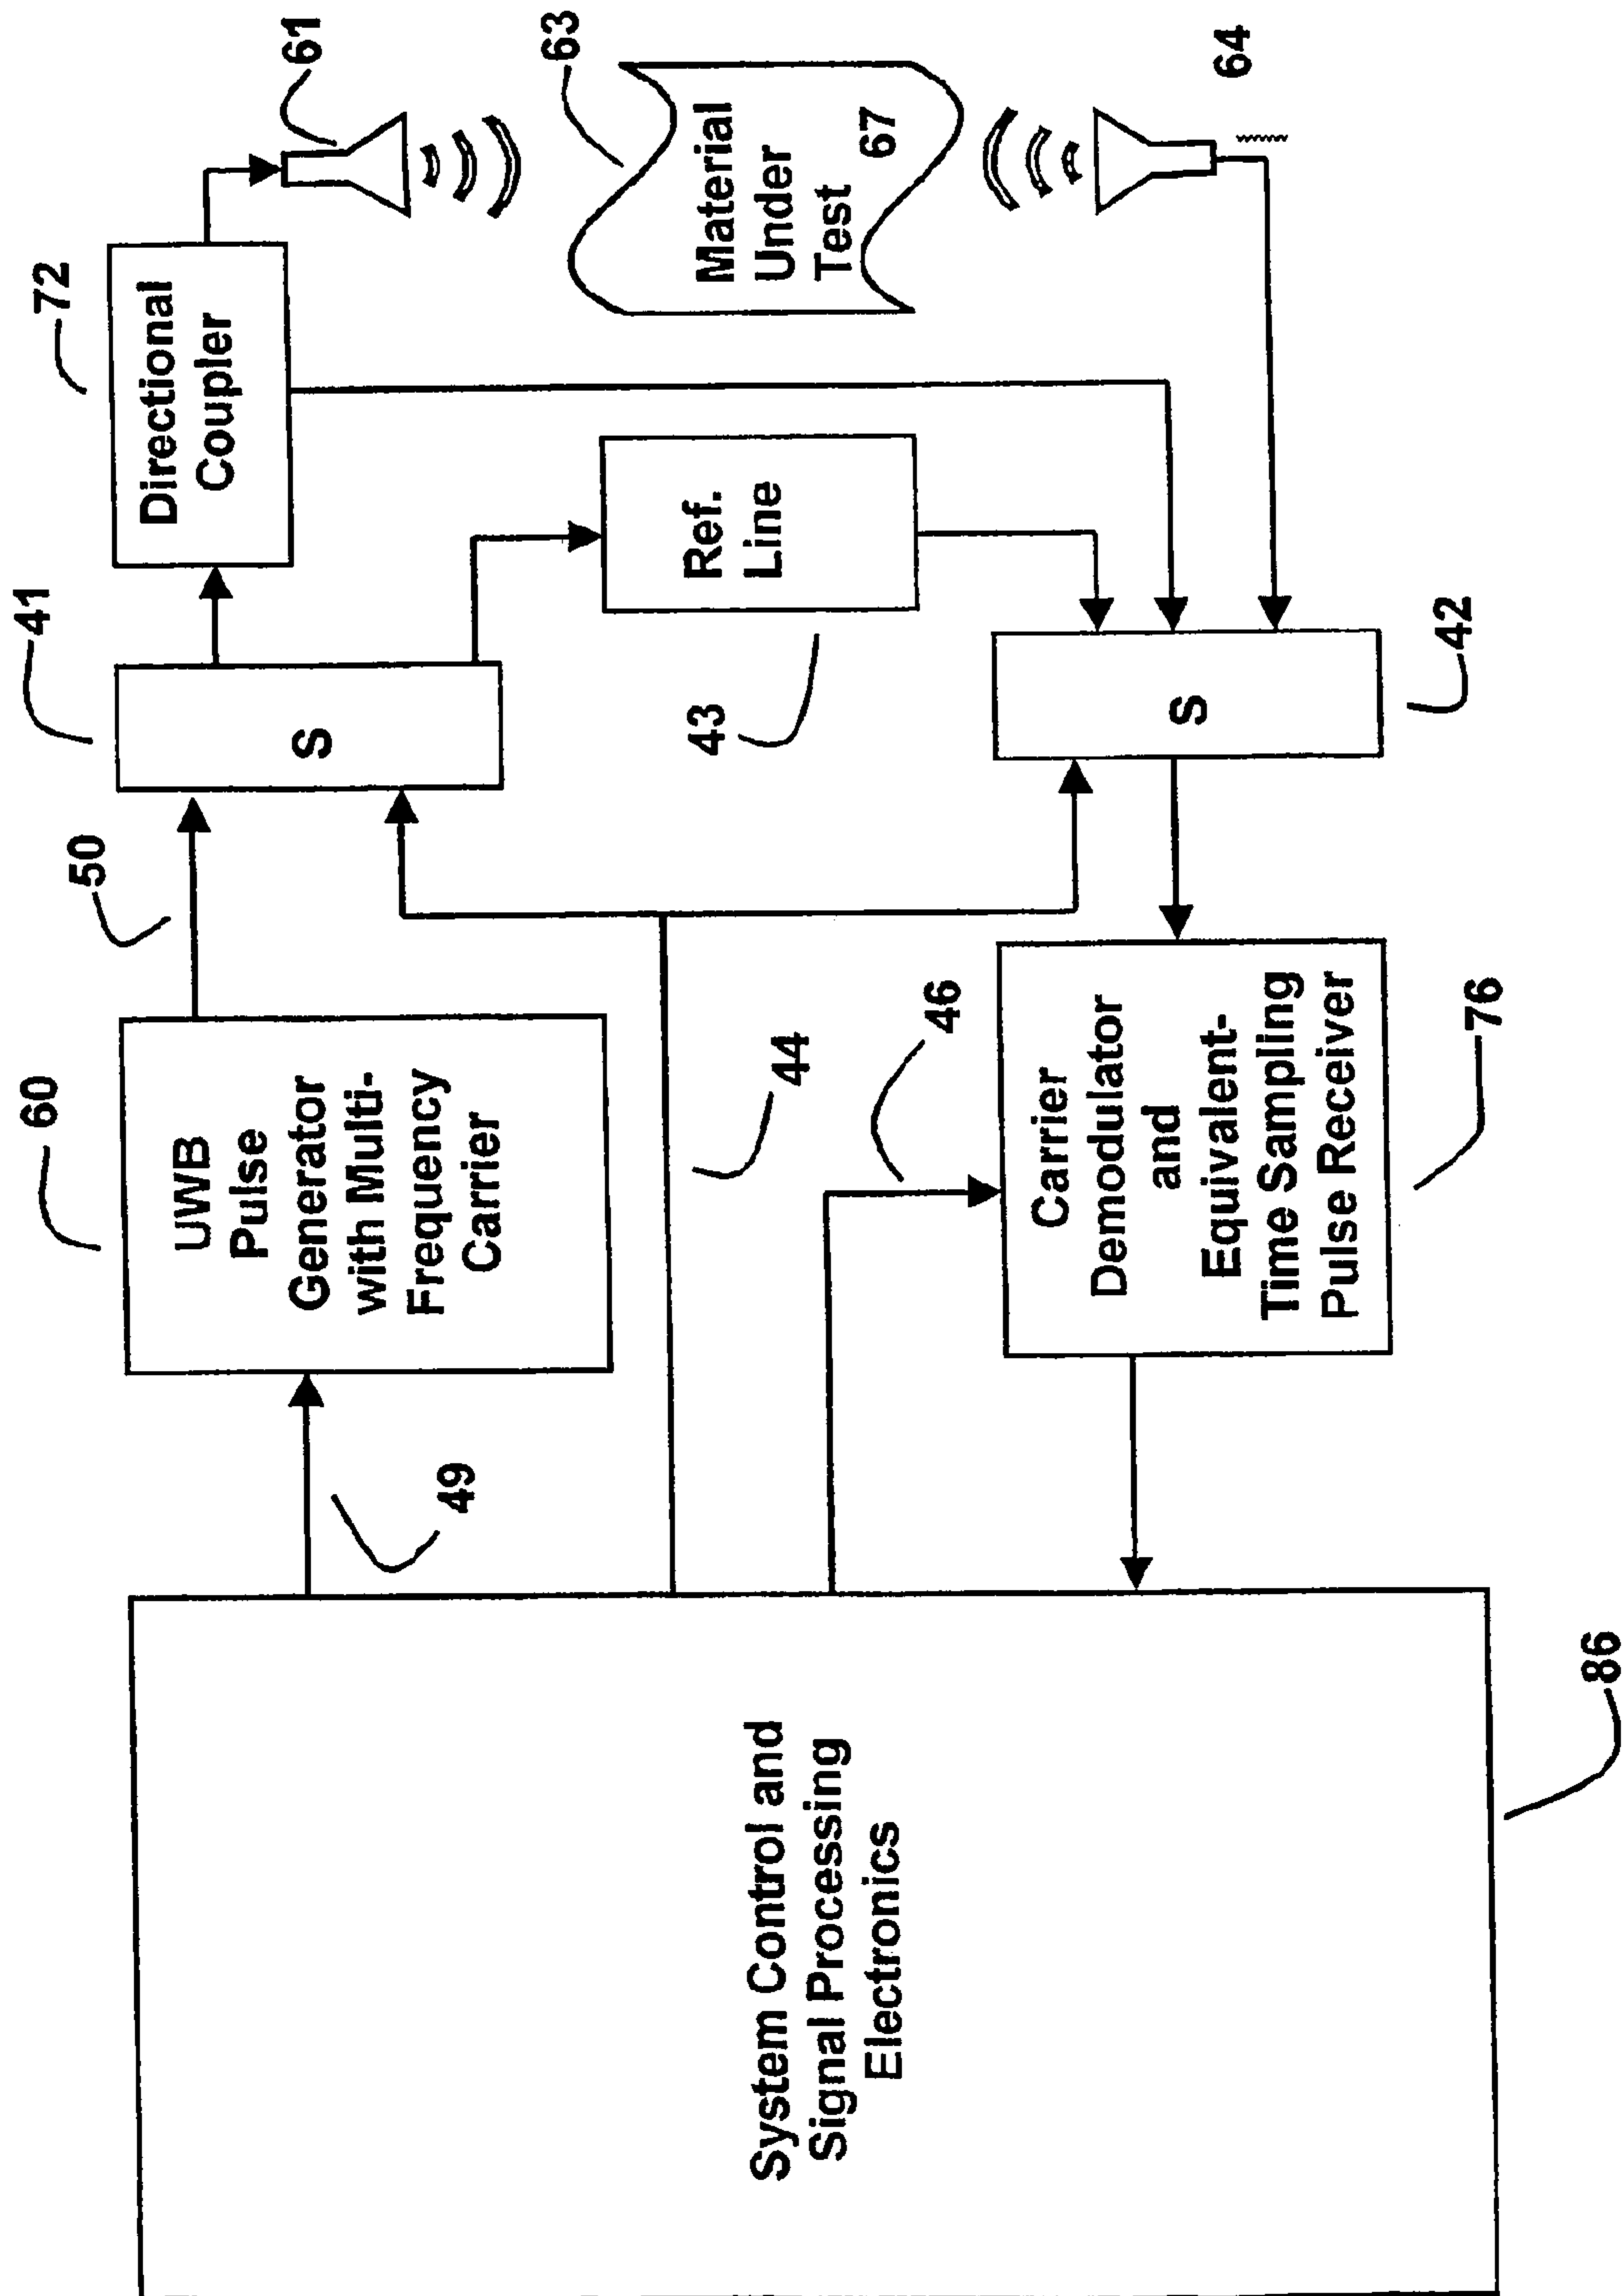 60
UWB
Pulse
Generator
with Multi-
Frequency
Carrier
50
41
S
72
Directional
Coupler
61
63
Material
Under
Test 67
64
Ref.
Line
43
49
44
46
System Control and
Signal Processing
Electronics
86
Carrier
Demodulator
and
Equivalent-
Time Sampling
Pulse Receiver
76
S
42